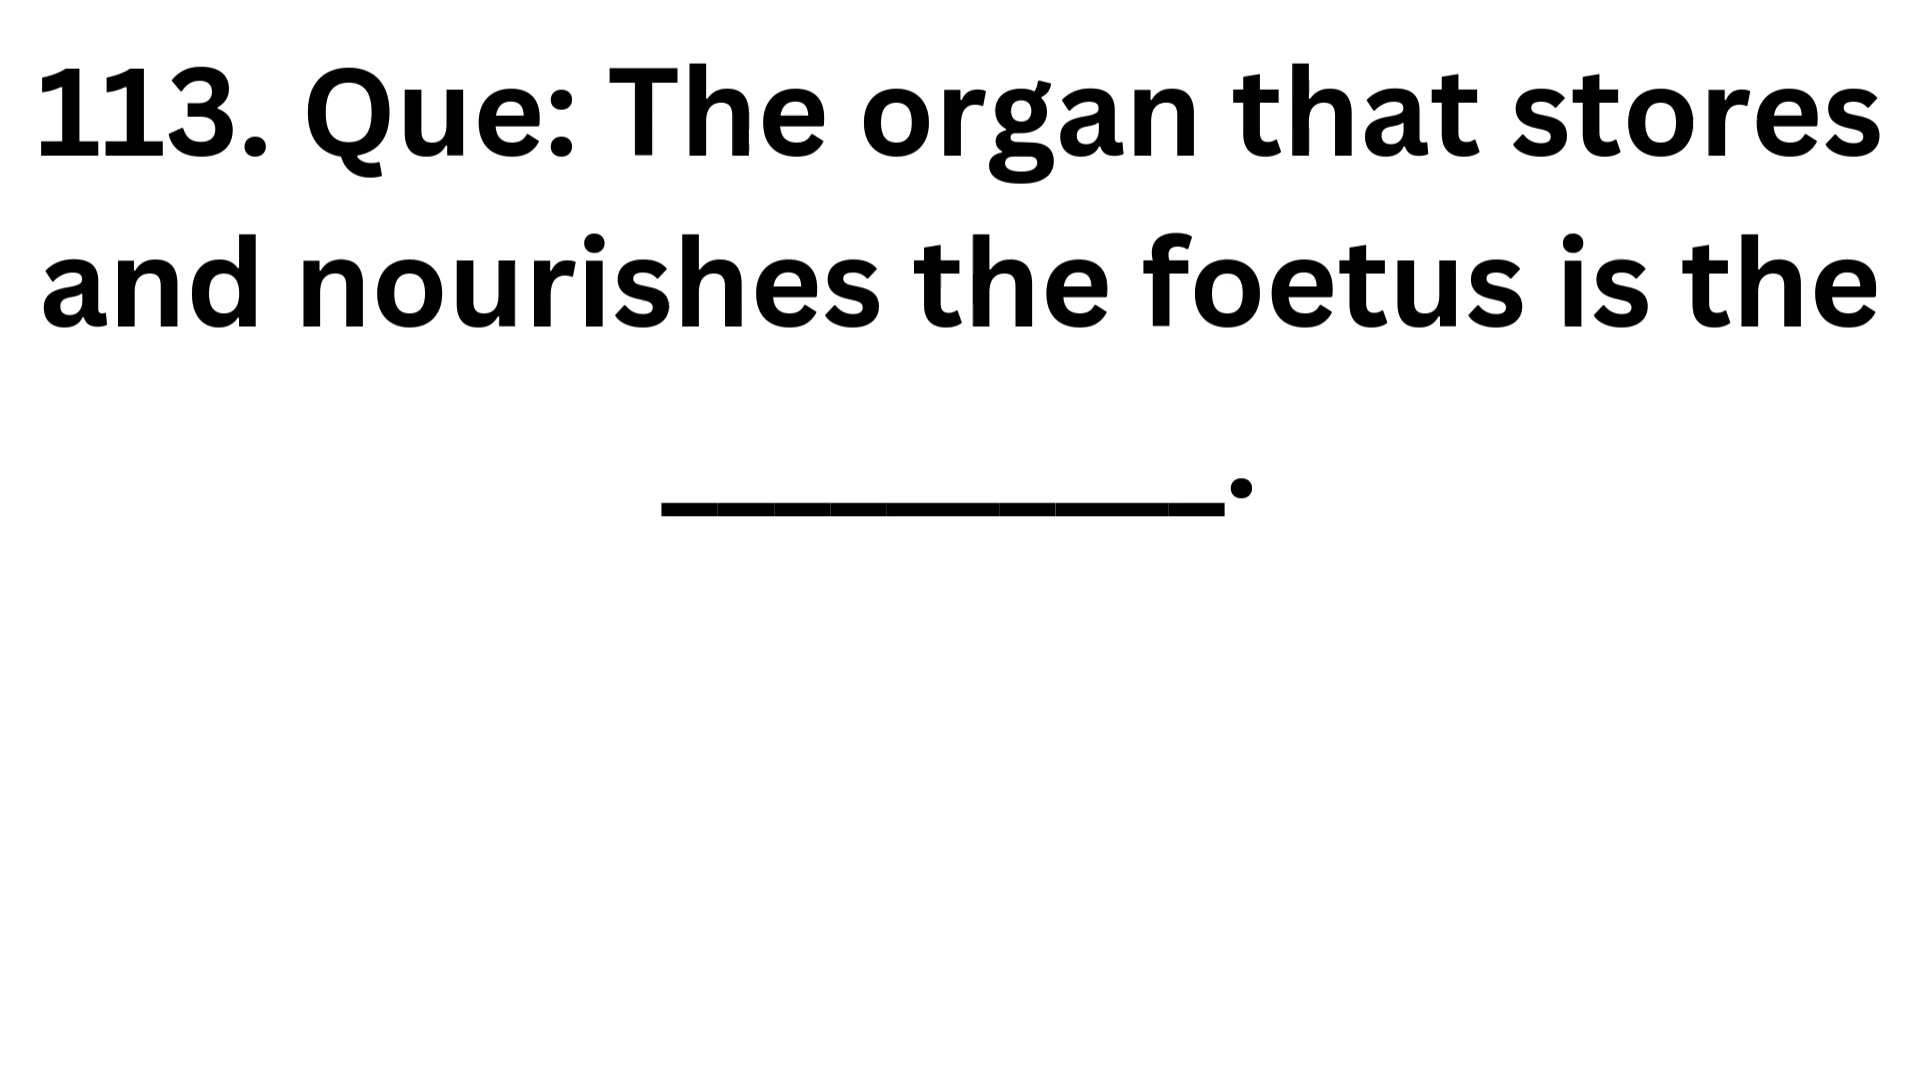 113. Que: The organ that stores
and nourishes the foetus is the
__________.